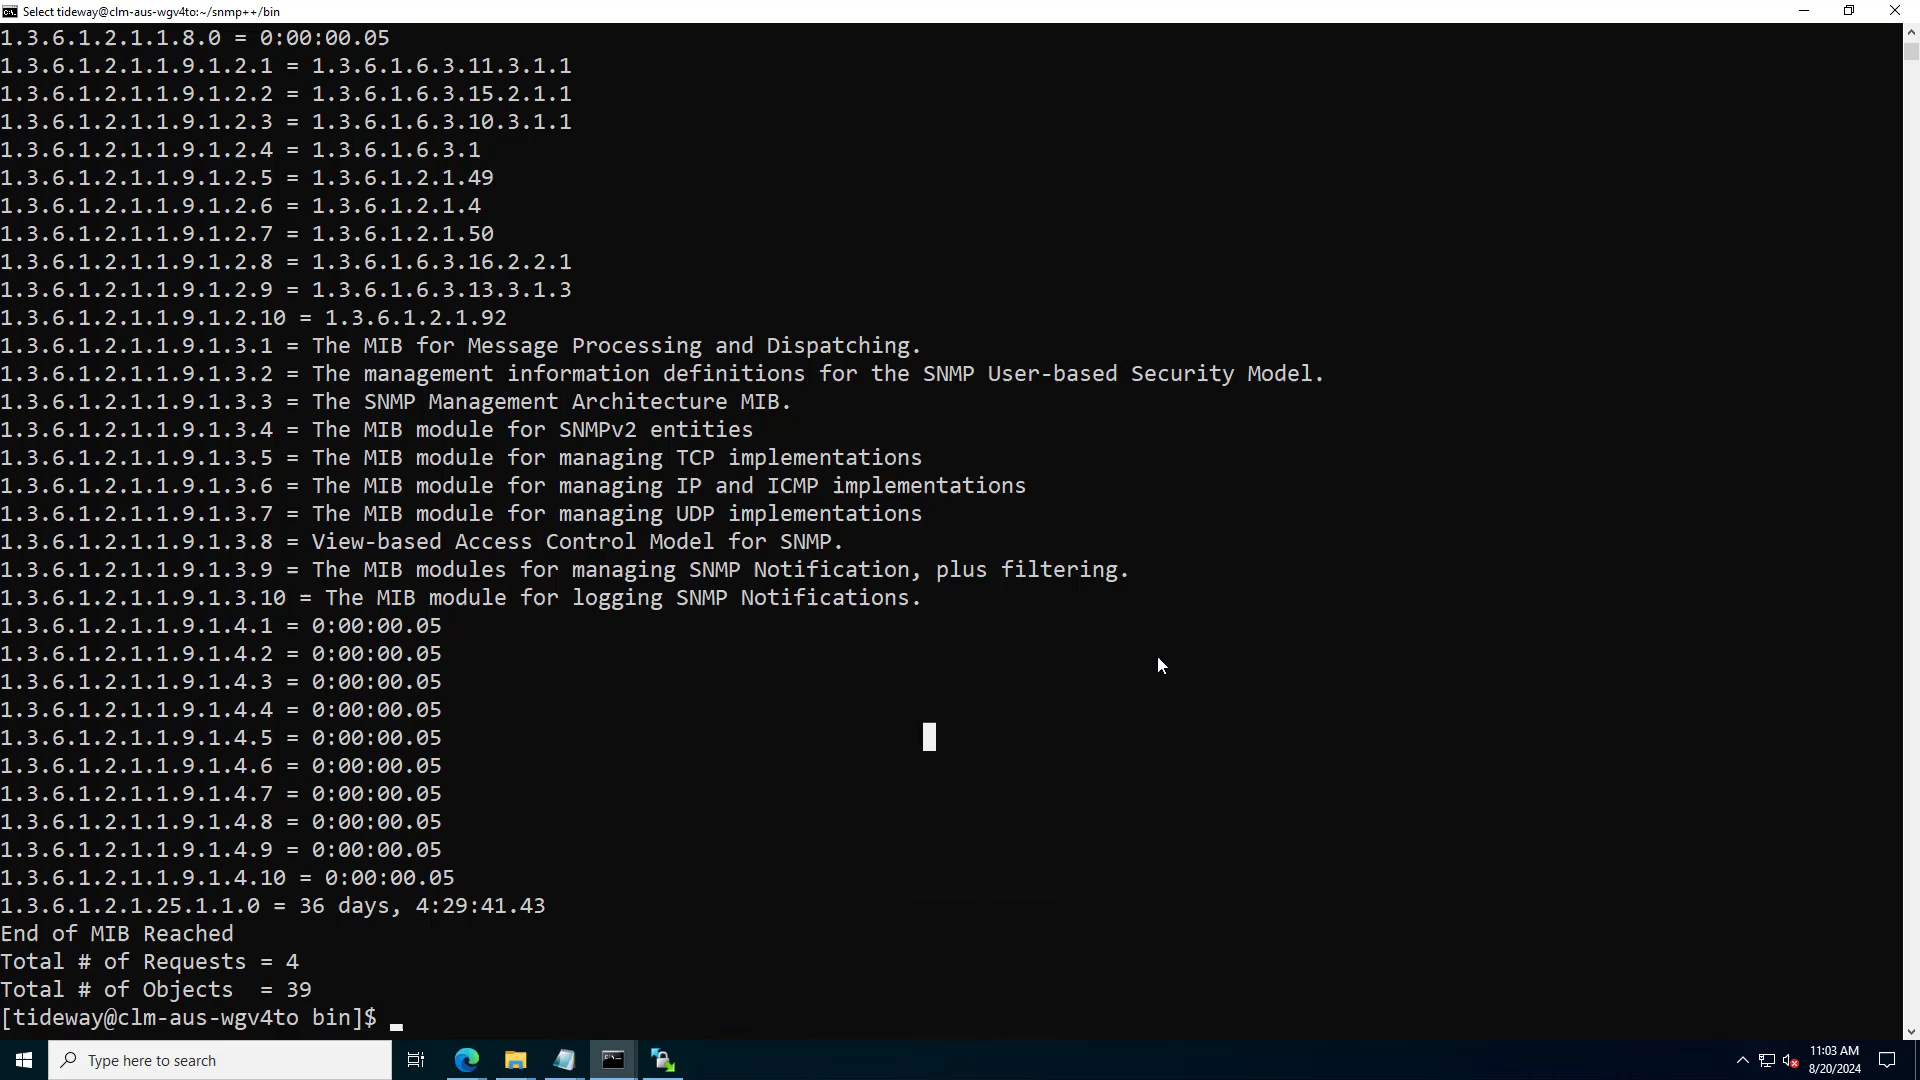 Select tideway@clm-aus-wgv4to:~/snmp++/bin
1.3.6.1.2.1.1.8.0 = 0:00:00.05
1.3.6.1.2.1.1.9.1.2.1 = 1.3.6.1.6.3.11.3.1.1
1.3.6.1.2.1.1.9.1.2.2 = 1.3.6.1.6.3.15.2.1.1
1.3.6.1.2.1.1.9.1.2.3 = 1.3.6.1.6.3.10.3.1.1
1.3.6.1.2.1.1.9.1.2.4 = 1.3.6.1.6.3.1
1.3.6.1.2.1.1.9.1.2.5 = 1.3.6.1.2.1.49
1.3.6.1.2.1.1.9.1.2.6 = 1.3.6.1.2.1.4
1.3.6.1.2.1.1.9.1.2.7 = 1.3.6.1.2.1.50
1.3.6.1.2.1.1.9.1.2.8 = 1.3.6.1.6.3.16.2.2.1
1.3.6.1.2.1.1.9.1.2.9 = 1.3.6.1.6.3.13.3.1.3
1.3.6.1.2.1.1.9.1.2.10 = 1.3.6.1.2.1.92
1.3.6.1.2.1.1.9.1.3.1 = The MIB for Message Processing and Dispatching.
1.3.6.1.2.1.1.9.1.3.2 = The management information definitions for the SNMP User-based Security Model.
1.3.6.1.2.1.1.9.1.3.3 = The SNMP Management Architecture MIB.
1.3.6.1.2.1.1.9.1.3.4 = The MIB module for SNMPv2 entities
1.3.6.1.2.1.1.9.1.3.5 = The MIB module for managing TCP implementations
1.3.6.1.2.1.1.9.1.3.6 = The MIB module for managing IP and ICMP implementations
1.3.6.1.2.1.1.9.1.3.7 = The MIB module for managing UDP implementations
1.3.6.1.2.1.1.9.1.3.8 = View-based Access Control Model for SNMP.
1.3.6.1.2.1.1.9.1.3.9 = The MIB modules for managing SNMP Notification, plus filtering.
1.3.6.1.2.1.1.9.1.3.10 = The MIB module for logging SNMP Notifications.
1.3.6.1.2.1.1.9.1.4.1 = 0:00:00.05
1.3.6.1.2.1.1.9.1.4.2 = 0:00:00.05
1.3.6.1.2.1.1.9.1.4.3 = 0:00:00.05
1.3.6.1.2.1.1.9.1.4.4 = 0:00:00.05
1.3.6.1.2.1.1.9.1.4.5 = 0:00:00.05
1.3.6.1.2.1.1.9.1.4.6 = 0:00:00.05
1.3.6.1.2.1.1.9.1.4.7 = 0:00:00.05
1.3.6.1.2.1.1.9.1.4.8 = 0:00:00.05
1.3.6.1.2.1.1.9.1.4.9 = 0:00:00.05
1.3.6.1.2.1.1.9.1.4.10 = 0:00:00.05
1.3.6.1.2.1.25.1.1.0 = 36 days, 4:29:41.43
End of MIB Reached
Total # of Requests = 4
Total # of Objects  = 39
[tideway@clm-aus-wgv4to bin]$
Type here to search
11:03 AM
8/20/2024